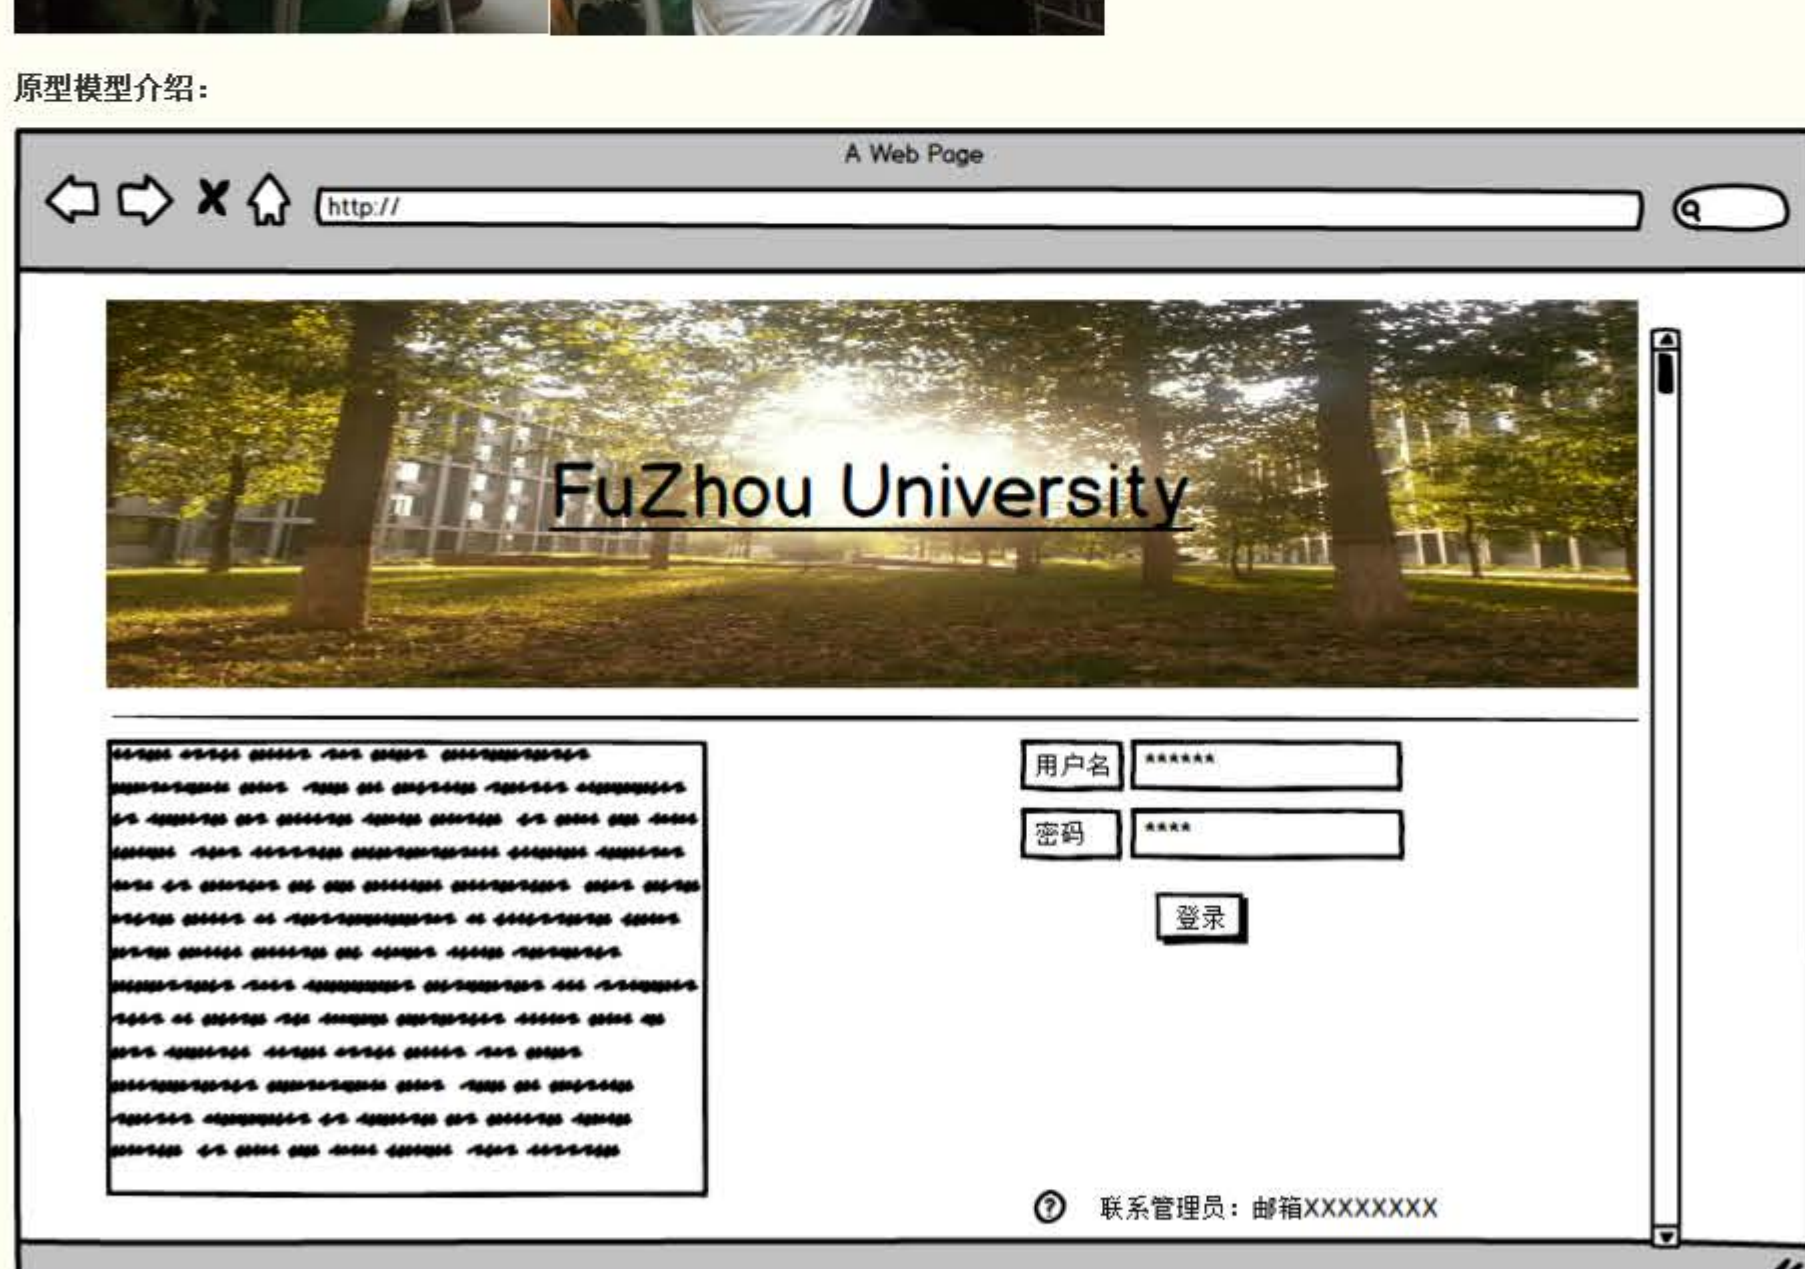 原型模型介绍：
A Web Page
http://
FuZhou University
用户名 ******
密码 ****
登录
? 联系管理员：邮箱XXXXXXXX